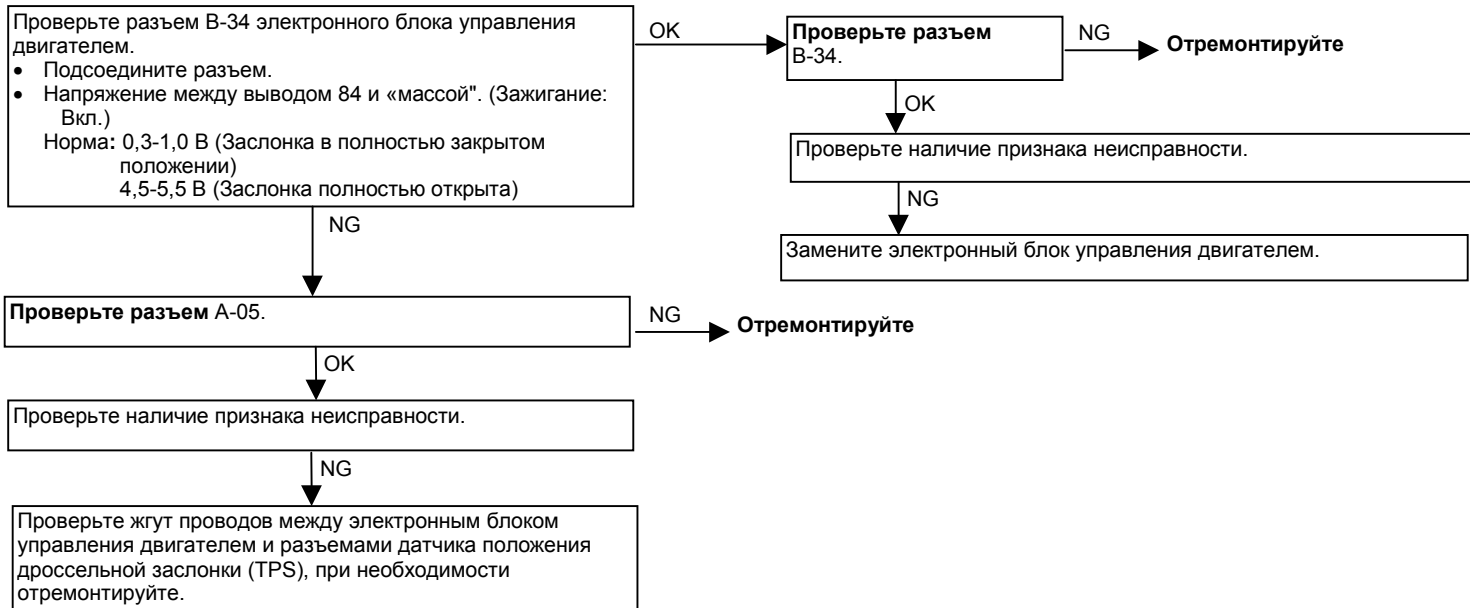 Проверьте разъем В-34 электронного блока управления
двигателем.
• Подсоедините разъем.
• Напряжение между выводом 84 и «массой". (Зажигание:
Вкл.)
Норма: 0,3-1,0 В (Заслонка в полностью закрытом
положении)
4,5-5,5 В (Заслонка полностью открыта)
OK
Проверьте разъем
В-34.
NG
Отремонтируйте
OK
Проверьте наличие признака неисправности.
NG
Замените электронный блок управления двигателем.
NG
Проверьте разъем А-05.
NG
Отремонтируйте
OK
Проверьте наличие признака неисправности.
NG
Проверьте жгут проводов между электронным блоком
управления двигателем и разъемами датчика положения
дроссельной заслонки (TPS), при необходимости
отремонтируйте.